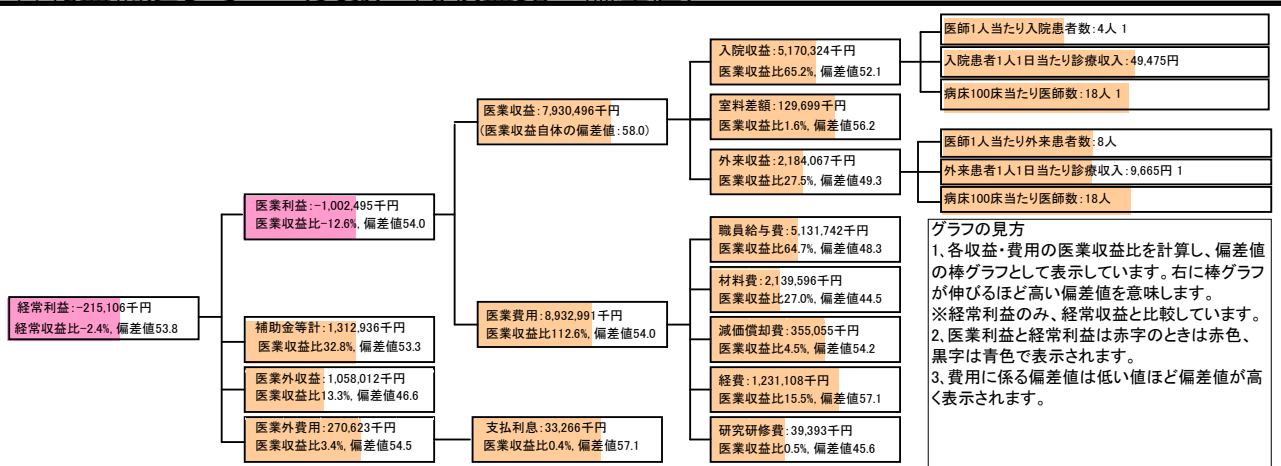 経常利益:-215,106千円
経常収益比-2.4%, 偏差値53.8
医業利益:-1,002,495千円
医業収益比-12.6%, 偏差値54.0
補助金等計:1,312,936千円
医業収益比32.8%, 偏差値53.3
医業外収益:1,058,012千円
医業収益比13.3%, 偏差値46.6
医業外費用:270,623千円
医業収益比3.4%, 偏差値54.5
支払利息:33,266千円
医業収益比0.4%, 偏差値57.1
医業収益:7,930,496千円
(医業収益自体の偏差値:58.0)
医業費用:8,932,991千円
医業収益比112.6%, 偏差値54.0
入院収益:5,170,324千円
医業収益比65.2%, 偏差値52.1
室料差額:129,699千円
医業収益比1.6%, 偏差値56.2
外来収益:2,184,067千円
医業収益比27.5%, 偏差値49.3
職員給与費:5,131,742千円
医業収益比64.7%, 偏差値48.3
材料費:2,139,596千円
医業収益比27.0%, 偏差値44.5
減価償却費:355,055千円
医業収益比4.5%, 偏差値54.2
経費:1,231,108千円
医業収益比15.5%, 偏差値57.1
研究研修費:39,393千円
医業収益比0.5%, 偏差値45.6
医師1人当たり入院患者数:4人 1
入院患者1人1日当たり診療収入:49,475円
病床100床当たり医師数:18人 1
医師1人当たり外来患者数:8人
外来患者1人1日当たり診療収入:9,665円 1
病床100床当たり医師数:18人
グラフの見方
1、各収益・費用の医業収益比を計算し、偏差値
の棒グラフとして表示しています。右に棒グラフ
が伸びるほど高い偏差値を意味します。
※経常利益のみ、経常収益と比較しています。
2、医業利益と経常利益は赤字のときは赤色、
黒字は青色で表示されます。
3、費用に係る偏差値は低い値ほど偏差値が高
く表示されます。